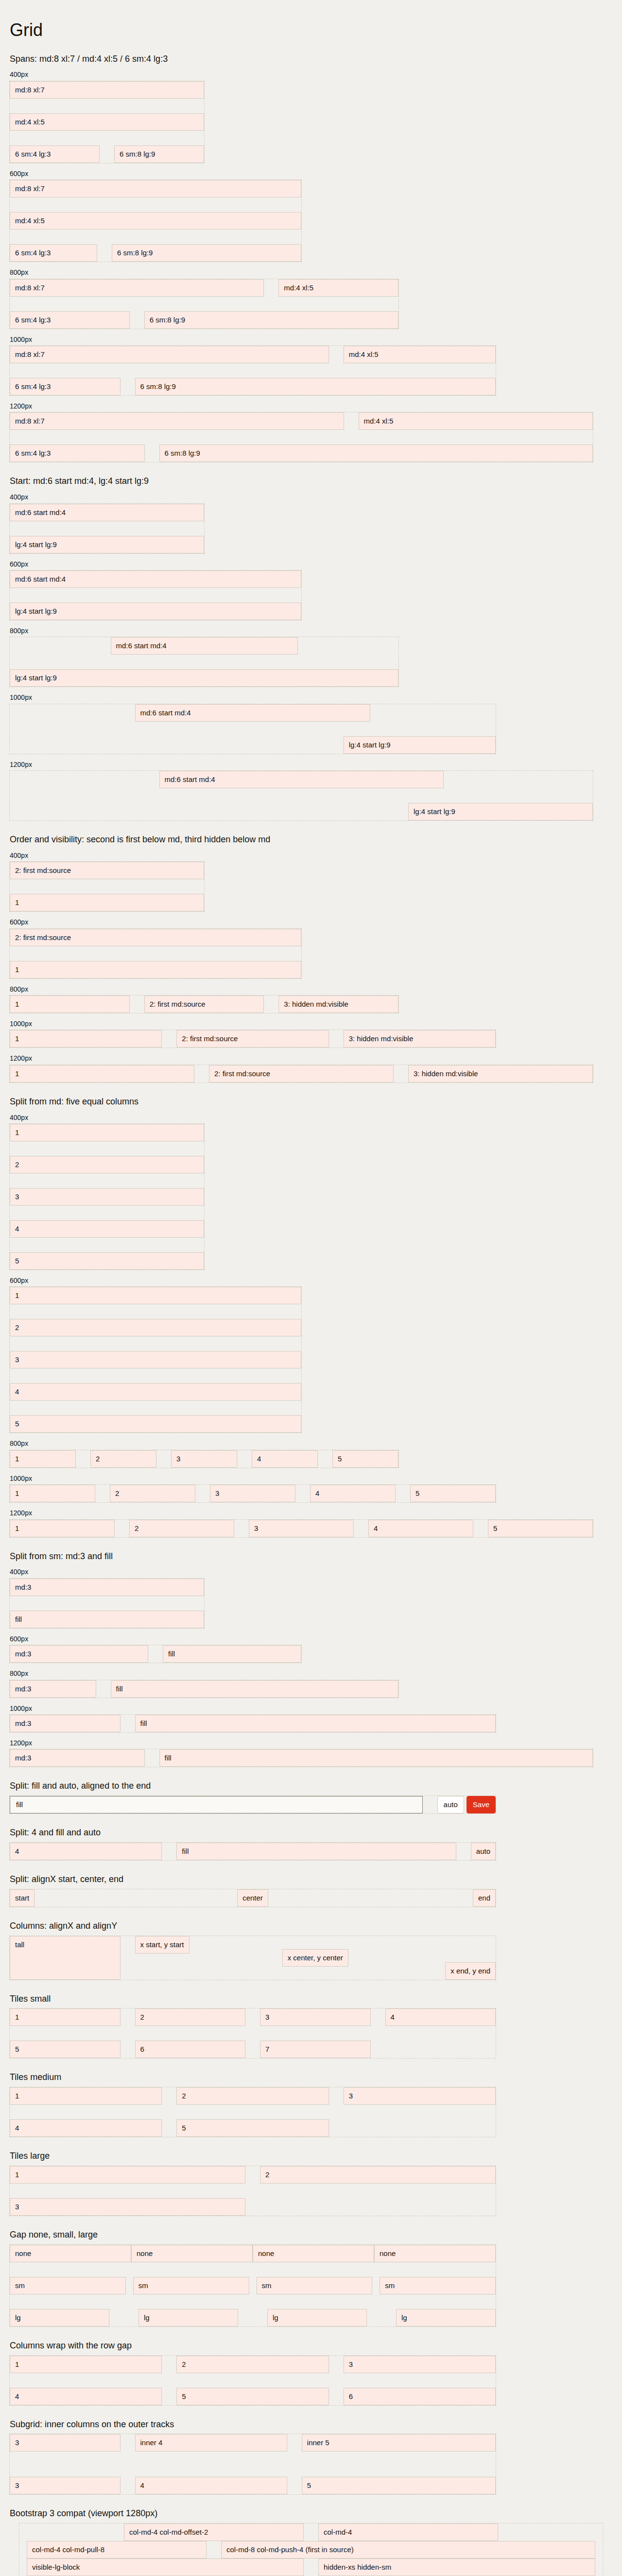 Grid
Spans: md:8 xl:7 / md:4 xl:5 / 6 sm:4 lg:3
400px
md:8 xl:7
md:4 xl:5
6 sm:4 lg:3 6 sm:8 lg:9
600px
md:8 xl:7
md:4 xl:5
6 sm:4 lg:3 6 sm:8 lg:9
800px
md:8 xl:7 md:4 xl:5
6 sm:4 lg:3 6 sm:8 lg:9
1000px
md:8 xl:7 md:4 xl:5
6 sm:4 lg:3 6 sm:8 lg:9
1200px
md:8 xl:7 md:4 xl:5
6 sm:4 lg:3 6 sm:8 lg:9
Start: md:6 start md:4, lg:4 start lg:9
400px
md:6 start md:4
lg:4 start lg:9
600px
md:6 start md:4
lg:4 start lg:9
800px
md:6 start md:4
lg:4 start lg:9
1000px
md:6 start md:4
lg:4 start lg:9
1200px
md:6 start md:4
lg:4 start lg:9
Order and visibility: second is first below md, third hidden below md
400px
2: first md:source
1
600px
2: first md:source
1
800px
1 2: first md:source 3: hidden md:visible
1000px
1 2: first md:source 3: hidden md:visible
1200px
1 2: first md:source 3: hidden md:visible
Split from md: five equal columns
400px
1
2
3
4
5
600px
1
2
3
4
5
800px
1 2 3 4 5
1000px
1 2 3 4 5
1200px
1 2 3 4 5
Split from sm: md:3 and fill
400px
md:3
fill
600px
md:3 fill
800px
md:3 fill
1000px
md:3 fill
1200px
md:3 fill
Split: fill and auto, aligned to the end
fill auto Save
Split: 4 and fill and auto
4 fill auto
Split: alignX start, center, end
start center end
Columns: alignX and alignY
tall x start, y start
x center, y center
x end, y end
Tiles small
1 2 3 4
5 6 7
Tiles medium
1 2 3
4 5
Tiles large
1 2
3
Gap none, small, large
none none none none
sm sm sm sm
lg lg lg lg
Columns wrap with the row gap
1 2 3
4 5 6
Subgrid: inner columns on the outer tracks
3 inner 4 inner 5
3 4 5
Bootstrap 3 compat (viewport 1280px)
col-md-4 col-md-offset-2 col-md-4
col-md-4 col-md-pull-8 col-md-8 col-md-push-4 (first in source)
visible-lg-block hidden-xs hidden-sm